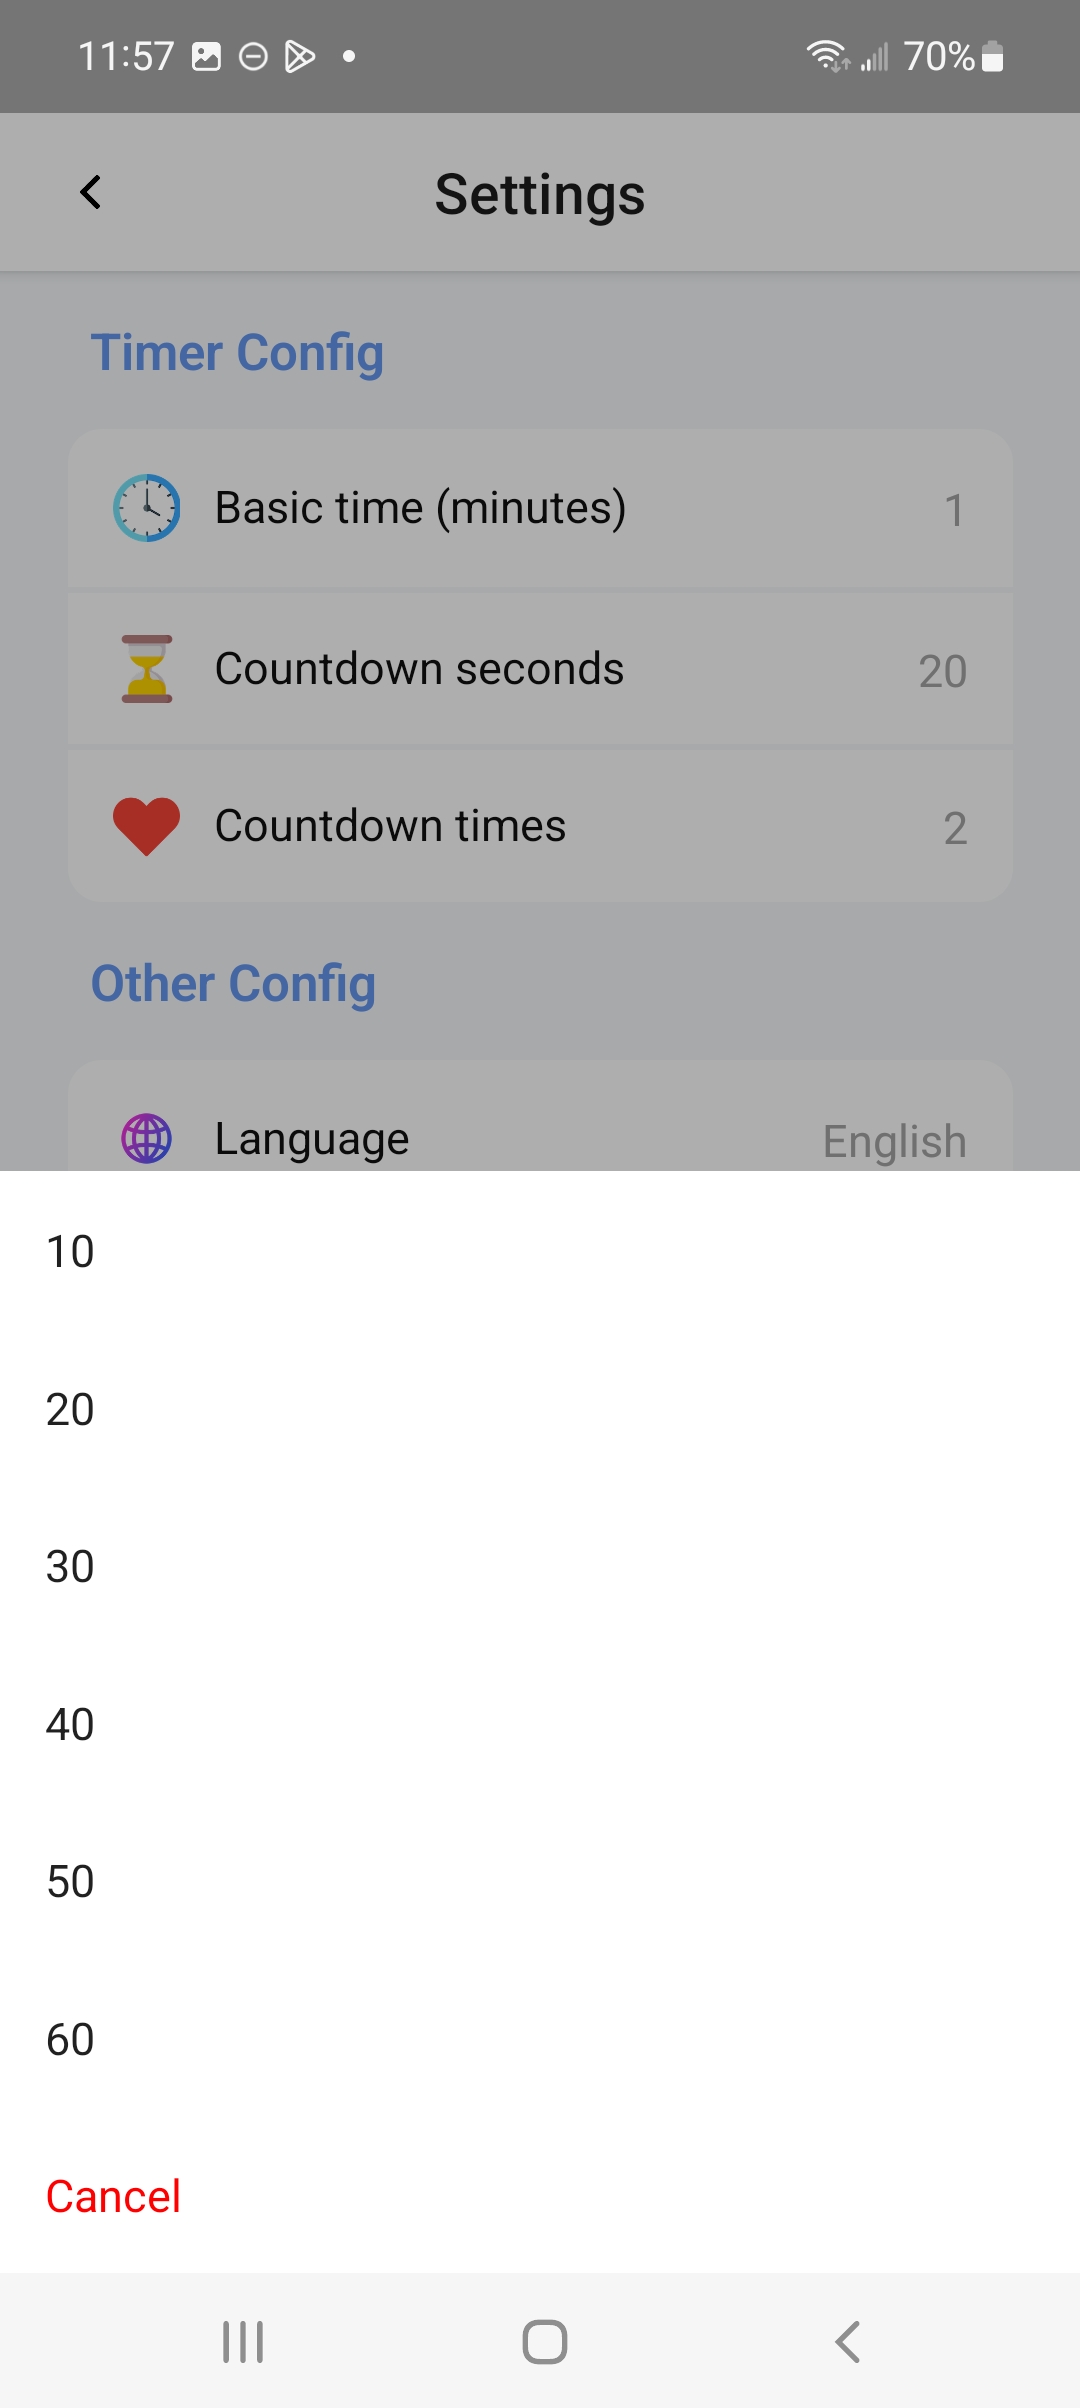 11:57 70%
Settings
Timer Config
Basic time (minutes) 1
Countdown seconds 20
Countdown times 2
Other Config
Language English
10
20
30
40
50
60
Cancel